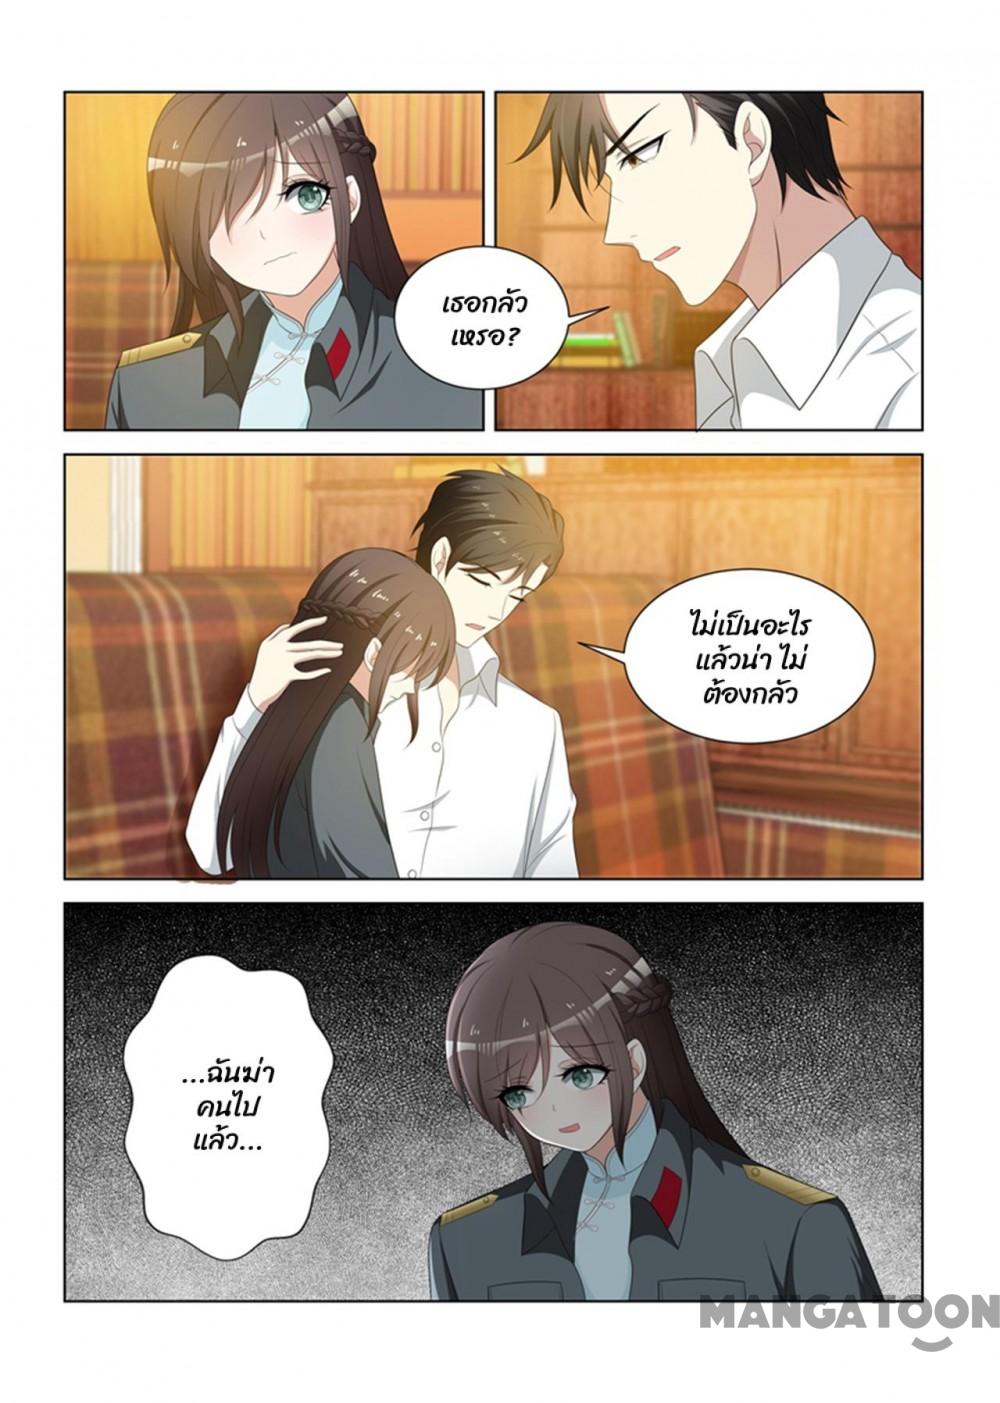 เธอกลัว
เหรอ?
ไม่เป็นอะไร
แล้วน่า ไม่
ต้องกลัว
...ฉันฆ่า
คนไป
แล้ว...
MANGATOON